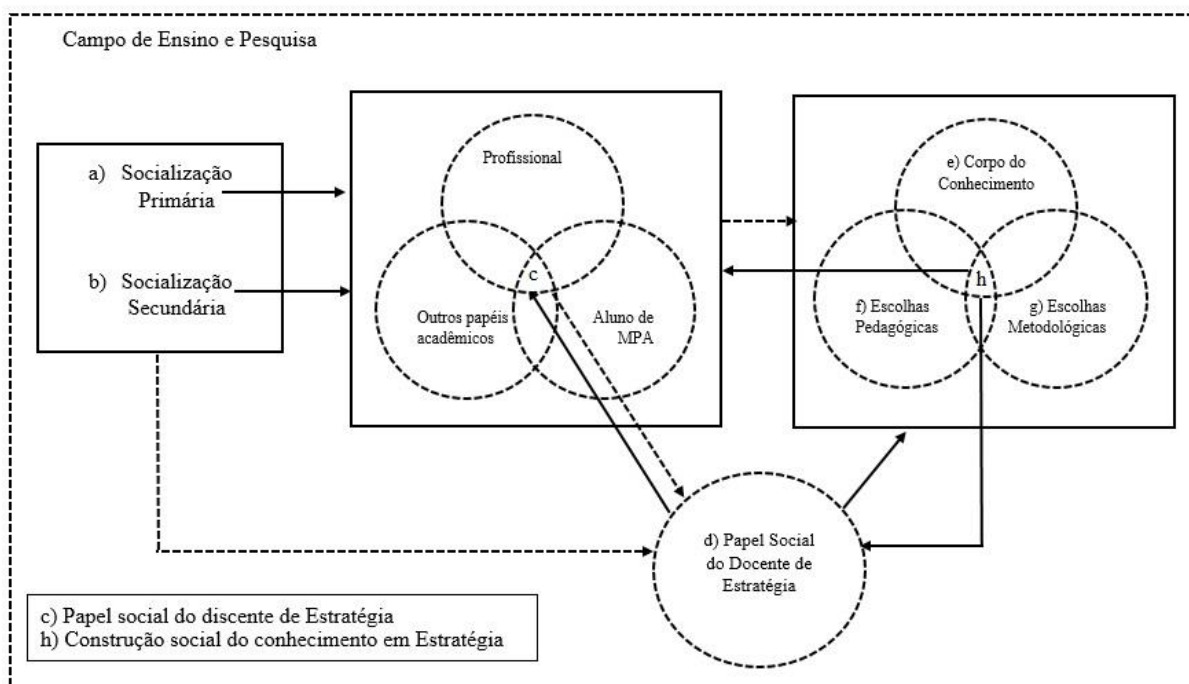 Campo de Ensino e Pesquisa
a) Socialização
Primária
b) Socialização
Secundária
Profissional
c
Outros papéis
acadêmicos
Aluno de
MPA
e) Corpo do
Conhecimento
h
f) Escolhas
Pedagógicas
g) Escolhas
Metodológicas
d) Papel Social
do Docente de
Estratégia
c) Papel social do discente de Estratégia
h) Construção social do conhecimento em Estratégia